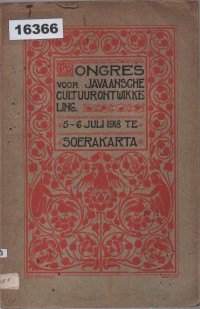 16366
CONGRES
VOOR JAVAANSCHE
CULTUURONTWIKKE
LING.
5-6 JULI 1918 TE
SOERAKARTA